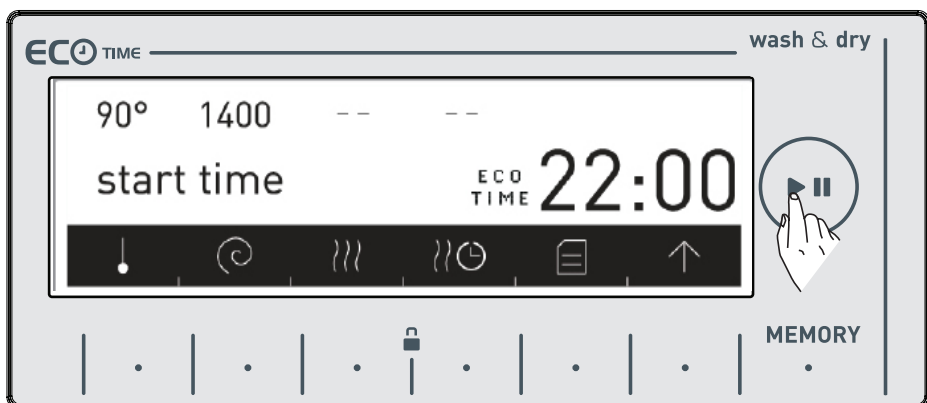 ECO TIME
wash & dry
90° 1400 -- --
start time ECO TIME 22:00
MEMORY